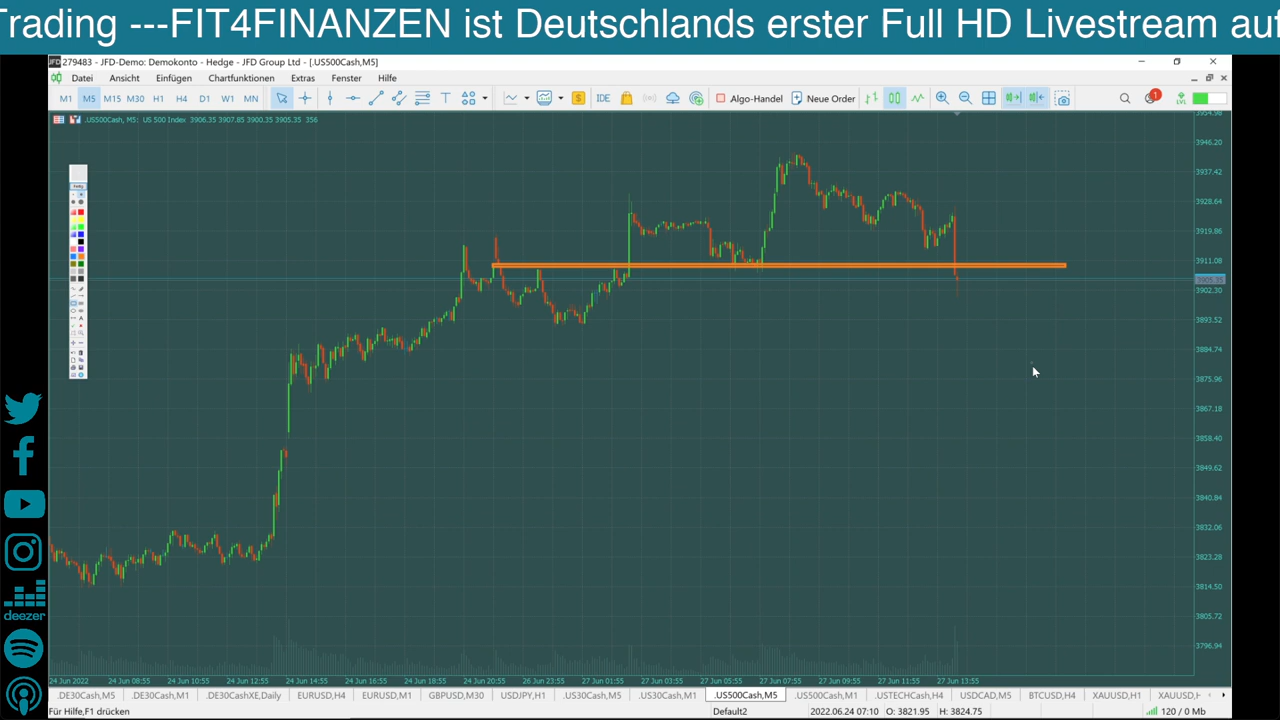 Trading ---FIT4FINANZEN ist Deutschlands erster Full HD Livestream auf
JFD 279483 - JFD-Demo: Demokonto - Hedge - JFD Group Ltd - [.US500Cash,M5]
Datei Ansicht Einfügen Chartfunktionen Extras Fenster Hilfe
M1 M5 M15 M30 H1 H4 D1 W1 MN T $ IDE Algo-Handel Neue Order 1 LVL
.US500Cash, M5: US 500 Index 3906.35 3907.85 3900.35 3905.35 356
3954.98
3946.20
3937.42
3928.64
3919.86
3911.08
3905.35
3902.30
3893.52
3884.74
3875.96
3867.18
3858.40
3849.62
3840.84
3832.06
3823.28
3814.50
3805.72
3796.94
24 Jun 2022 24 Jun 08:55 24 Jun 12:55 24 Jun 14:55 24 Jun 16:55 24 Jun 18:55 24 Jun 20:55 27 Jun 01:55 27 Jun 03:55 27 Jun 05:55 27 Jun 07:55 27 Jun 09:55 27 Jun 11:55 27 Jun 13:55
.DE30Cash,M5 .DE30Cash,M1 .DE30CashXE,Daily EURUSD,H4 EURUSD,M1 GBPUSD,M30 USDJPY,H1 .US30Cash,M5 .US30Cash,M1 .US500Cash,M5 .US500Cash,M1 .USTECHCash,H4 USDCAD,M5 BTCUSD,H4 XAUUSD,H1 XAUUSD,H
Für Hilfe,F1 drücken Default2 2022.06.24 07:10 O: 3821.95 H: 3824.75 120 / 0 Mb
deezer